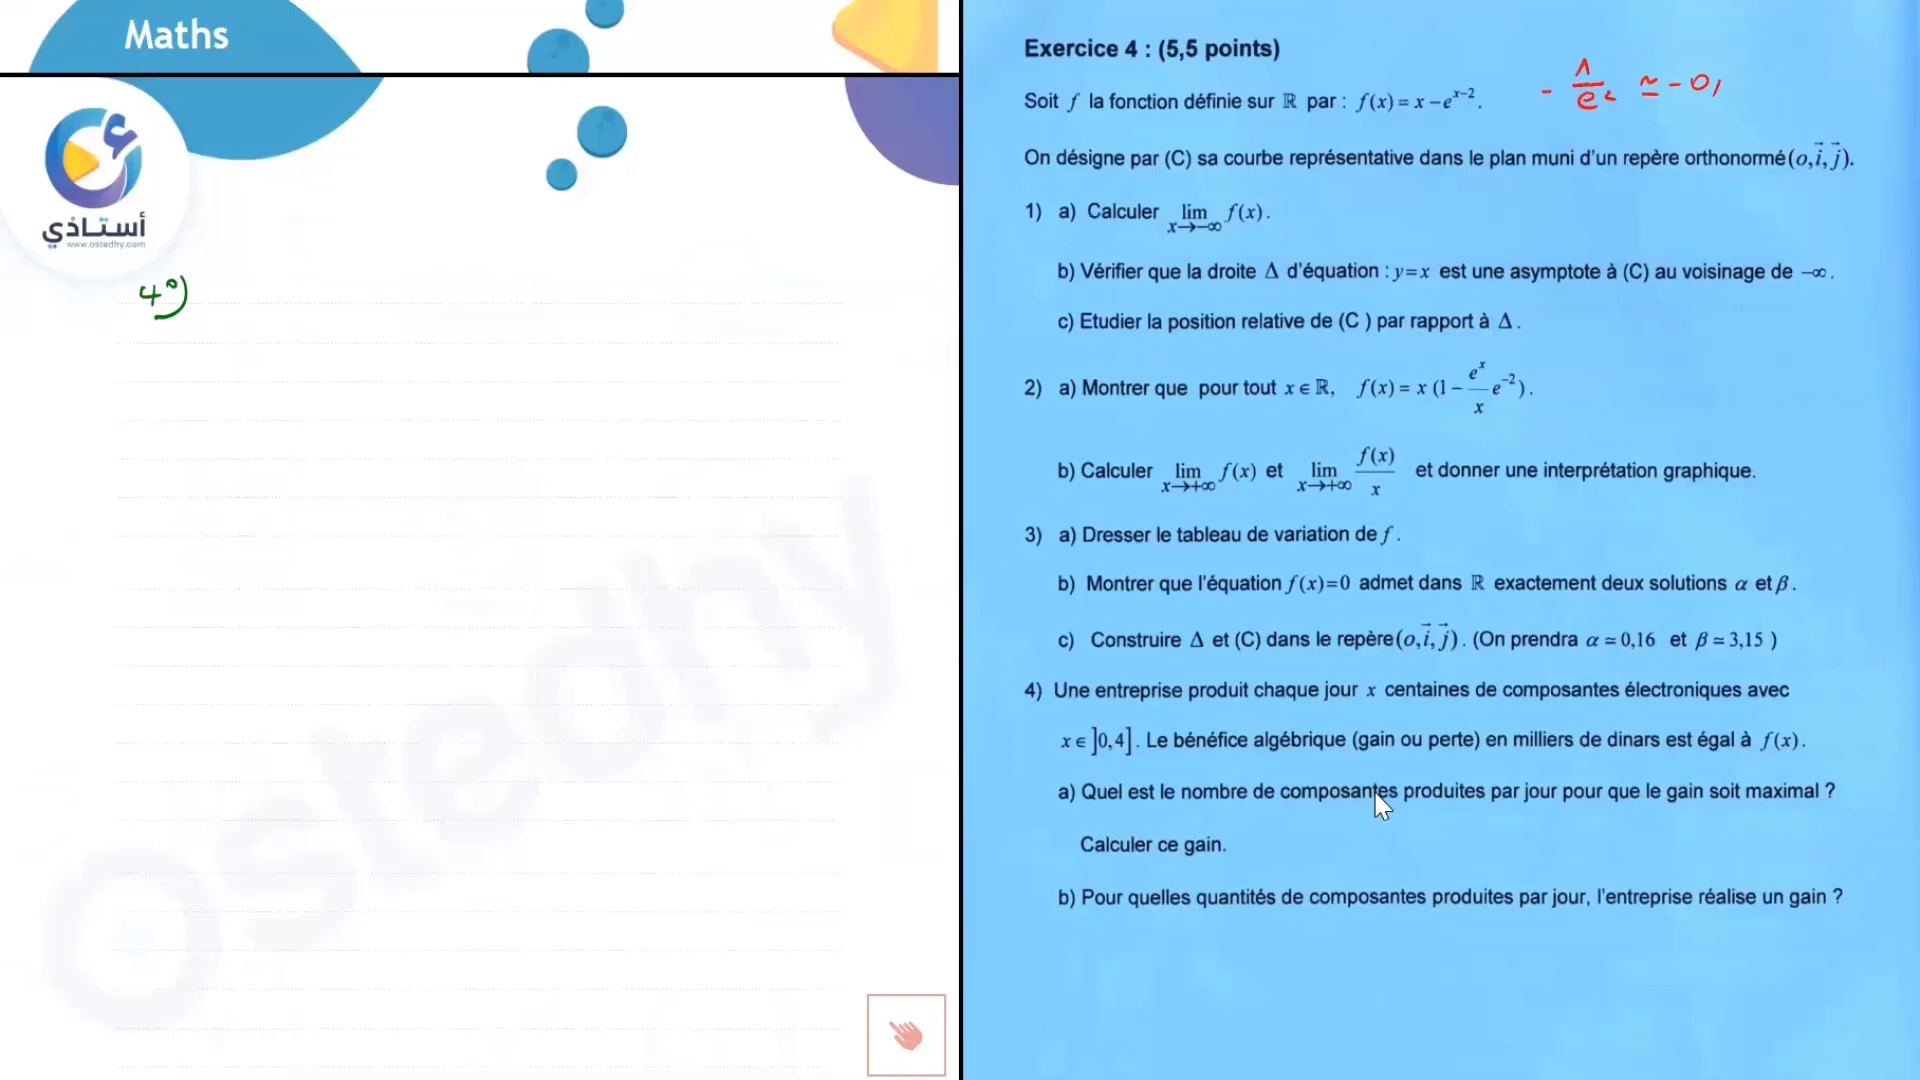 Maths
أستاذي
www.ostedhy.com
4°)
ostedhy
Exercice 4 : (5,5 points)
- 1/e² ≃ - 0,
Soit f la fonction définie sur ℝ par : f(x) = x − e^{x−2}.
On désigne par (C) sa courbe représentative dans le plan muni d'un repère orthonormé (o, i⃗, j⃗).
1) a) Calculer lim_{x→−∞} f(x).
b) Vérifier que la droite Δ d'équation : y = x est une asymptote à (C) au voisinage de −∞.
c) Etudier la position relative de (C ) par rapport à Δ.
2) a) Montrer que pour tout x ∈ ℝ, f(x) = x (1 − e^x/x e^{−2}).
b) Calculer lim_{x→+∞} f(x) et lim_{x→+∞} f(x)/x et donner une interprétation graphique.
3) a) Dresser le tableau de variation de f.
b) Montrer que l'équation f(x)=0 admet dans ℝ exactement deux solutions α et β.
c) Construire Δ et (C) dans le repère (o, i⃗, j⃗). (On prendra α ≃ 0,16 et β ≃ 3,15 )
4) Une entreprise produit chaque jour x centaines de composantes électroniques avec
x ∈ ]0,4]. Le bénéfice algébrique (gain ou perte) en milliers de dinars est égal à f(x).
a) Quel est le nombre de composantes produites par jour pour que le gain soit maximal ?
Calculer ce gain.
b) Pour quelles quantités de composantes produites par jour, l'entreprise réalise un gain ?